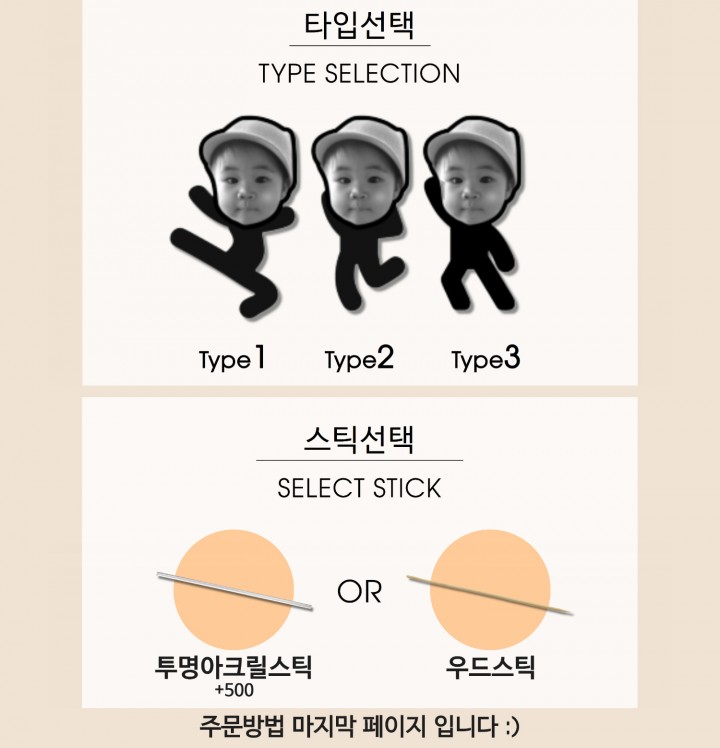 타입선택
TYPE SELECTION
Type1 Type2 Type3
스틱선택
SELECT STICK
OR
투명아크릴스틱 우드스틱
+500
주문방법 마지막 페이지 입니다 :)